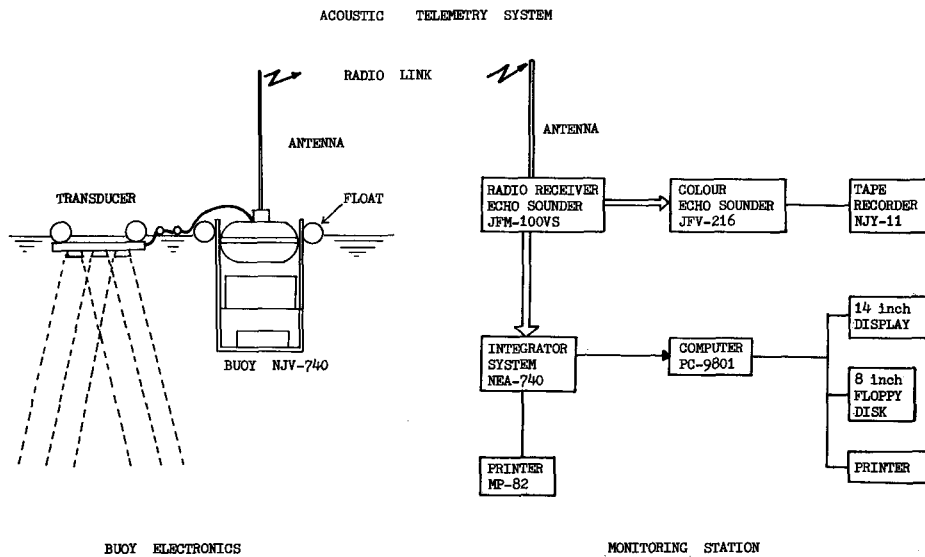 ACOUSTIC TELEMETRY SYSTEM
RADIO LINK
ANTENNA
TRANSDUCER
FLOAT
BUOY NJV-740
BUOY ELECTRONICS
ANTENNA
RADIO RECEIVER
ECHO SOUNDER
JFM-100VS
COLOUR
ECHO SOUNDER
JFV-216
TAPE
RECORDER
NJY-11
INTEGRATOR
SYSTEM
NEA-740
COMPUTER
PC-9801
14 inch
DISPLAY
8 inch
FLOPPY
DISK
PRINTER
PRINTER
MP-82
MONITORING STATION